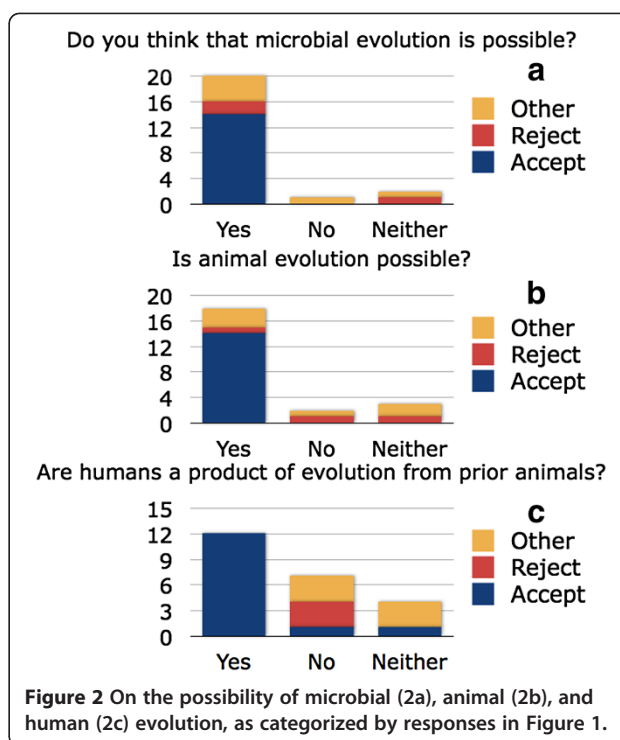 Do you think that microbial evolution is possible?
a
20
16
12
8
4
0
Other
Reject
Accept
Yes No Neither
Is animal evolution possible?
b
20
16
12
8
4
0
Other
Reject
Accept
Yes No Neither
Are humans a product of evolution from prior animals?
c
15
12
9
6
3
0
Other
Reject
Accept
Yes No Neither
Figure 2 On the possibility of microbial (2a), animal (2b), and
human (2c) evolution, as categorized by responses in Figure 1.